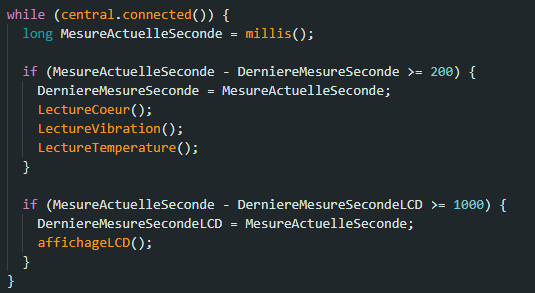 while (central.connected()) {
  long MesureActuelleSeconde = millis();

  if (MesureActuelleSeconde - DerniereMesureSeconde >= 200) {
    DerniereMesureSeconde = MesureActuelleSeconde;
    LectureCoeur();
    LectureVibration();
    LectureTemperature();
  }

  if (MesureActuelleSeconde - DerniereMesureSecondeLCD >= 1000) {
    DerniereMesureSecondeLCD = MesureActuelleSeconde;
    affichageLCD();
  }
}